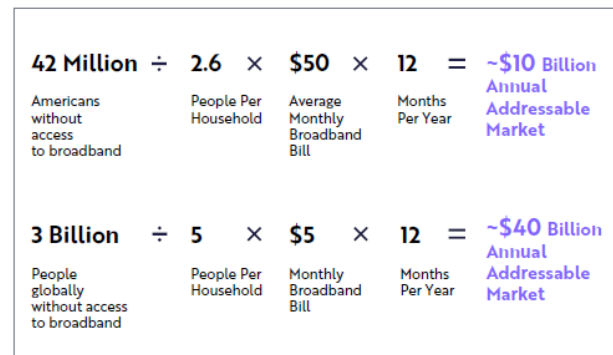 42 Million ÷ 2.6 × $50 × 12 = ~$10 Billion
Annual
Addressable
Market
Americans
without
access
to broadband
People Per
Household
Average
Monthly
Broadband
Bill
Months
Per Year
3 Billion ÷ 5 × $5 × 12 = ~$40 Billion
Annual
Addressable
Market
People
globally
without access
to broadband
People Per
Household
Monthly
Broadband
Bill
Months
Per Year